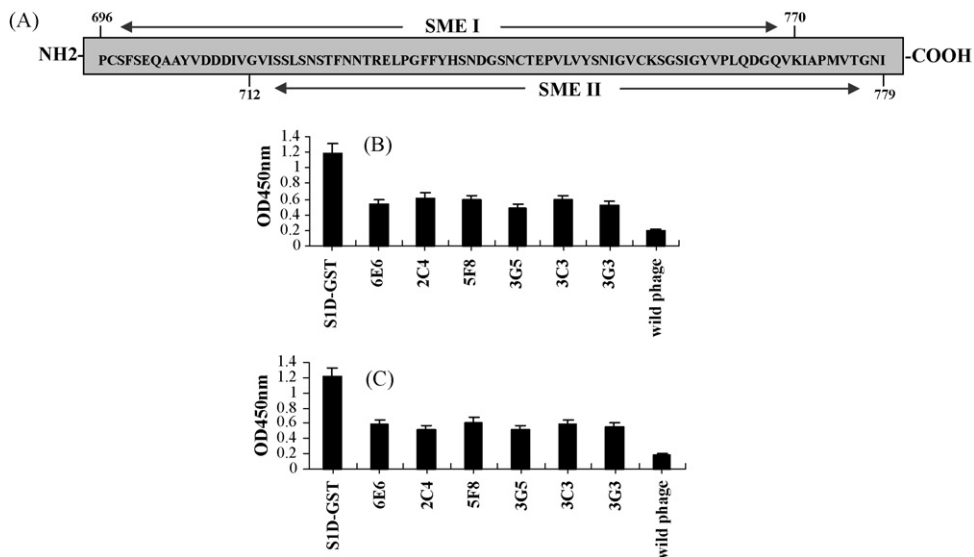 (A)
696
SME I
770
NH2-
PCSFSEQAAYVDDDIVGVISSLSNSTFNNTRELPGFFYHSNDGSNCTEPVLVYSNIGVCKSGSIGYVPLQDGQVKIAPMVTGNI
-COOH
712
SME II
779
(B)
OD450nm
1.4
1.2
1
0.8
0.6
0.4
0.2
0
S1D-GST
6E6
2C4
5F8
3G5
3C3
3G3
wild phage
(C)
OD450nm
1.4
1.2
1
0.8
0.6
0.4
0.2
0
S1D-GST
6E6
2C4
5F8
3G5
3C3
3G3
wild phage